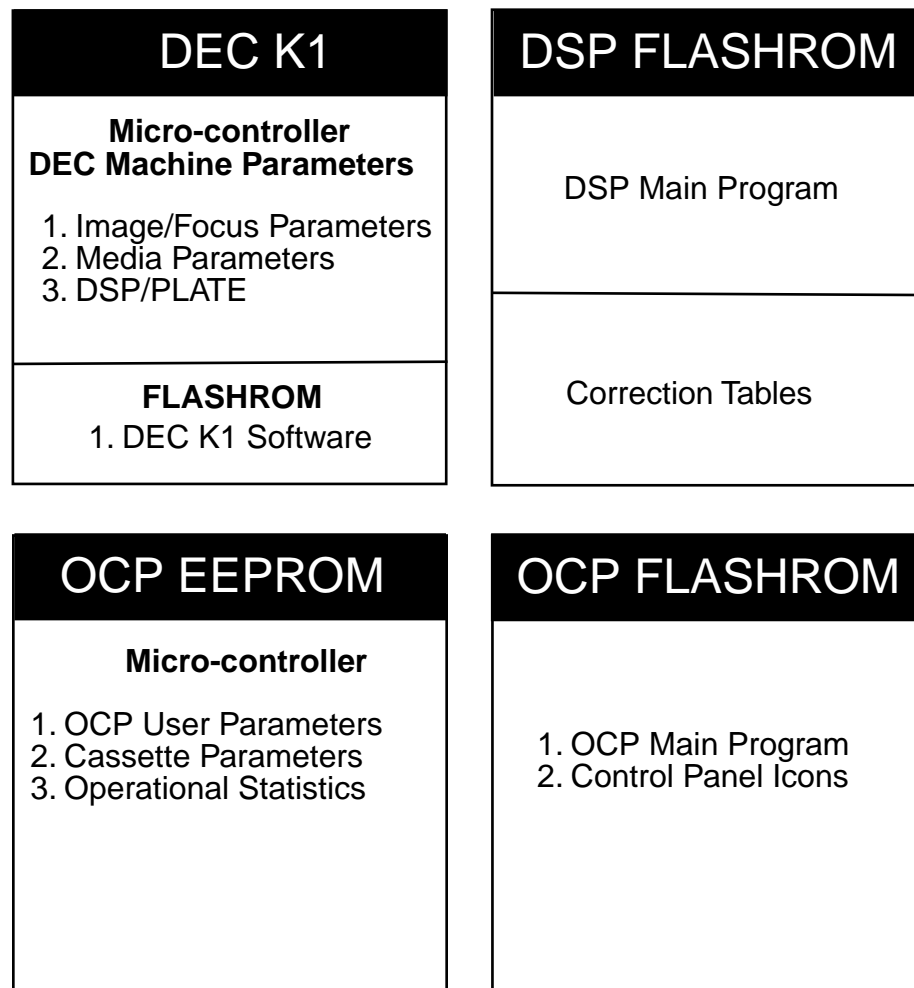 DEC K1
Micro-controller
DEC Machine Parameters
1. Image/Focus Parameters
2. Media Parameters
3. DSP/PLATE
FLASHROM
1. DEC K1 Software
DSP FLASHROM
DSP Main Program
Correction Tables
OCP EEPROM
Micro-controller
1. OCP User Parameters
2. Cassette Parameters
3. Operational Statistics
OCP FLASHROM
1. OCP Main Program
2. Control Panel Icons